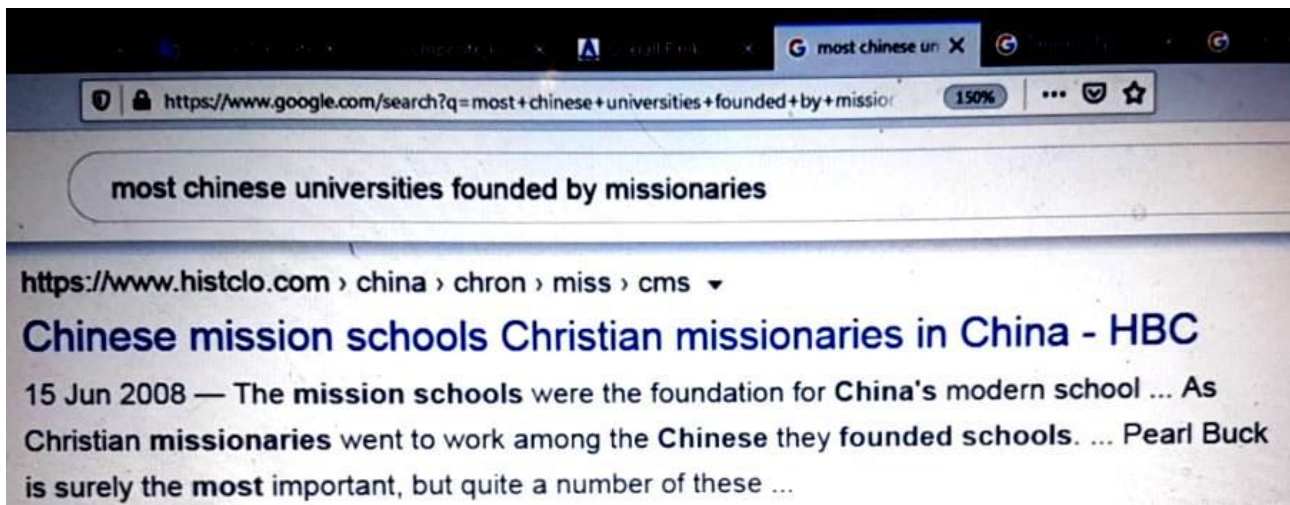 most chinese un
https://www.google.com/search?q=most+chinese+universities+founded+by+missior
150%
most chinese universities founded by missionaries
https://www.histclo.com › china › chron › miss › cms
Chinese mission schools Christian missionaries in China - HBC
15 Jun 2008 — The mission schools were the foundation for China's modern school ... As
Christian missionaries went to work among the Chinese they founded schools. ... Pearl Buck
is surely the most important, but quite a number of these ...